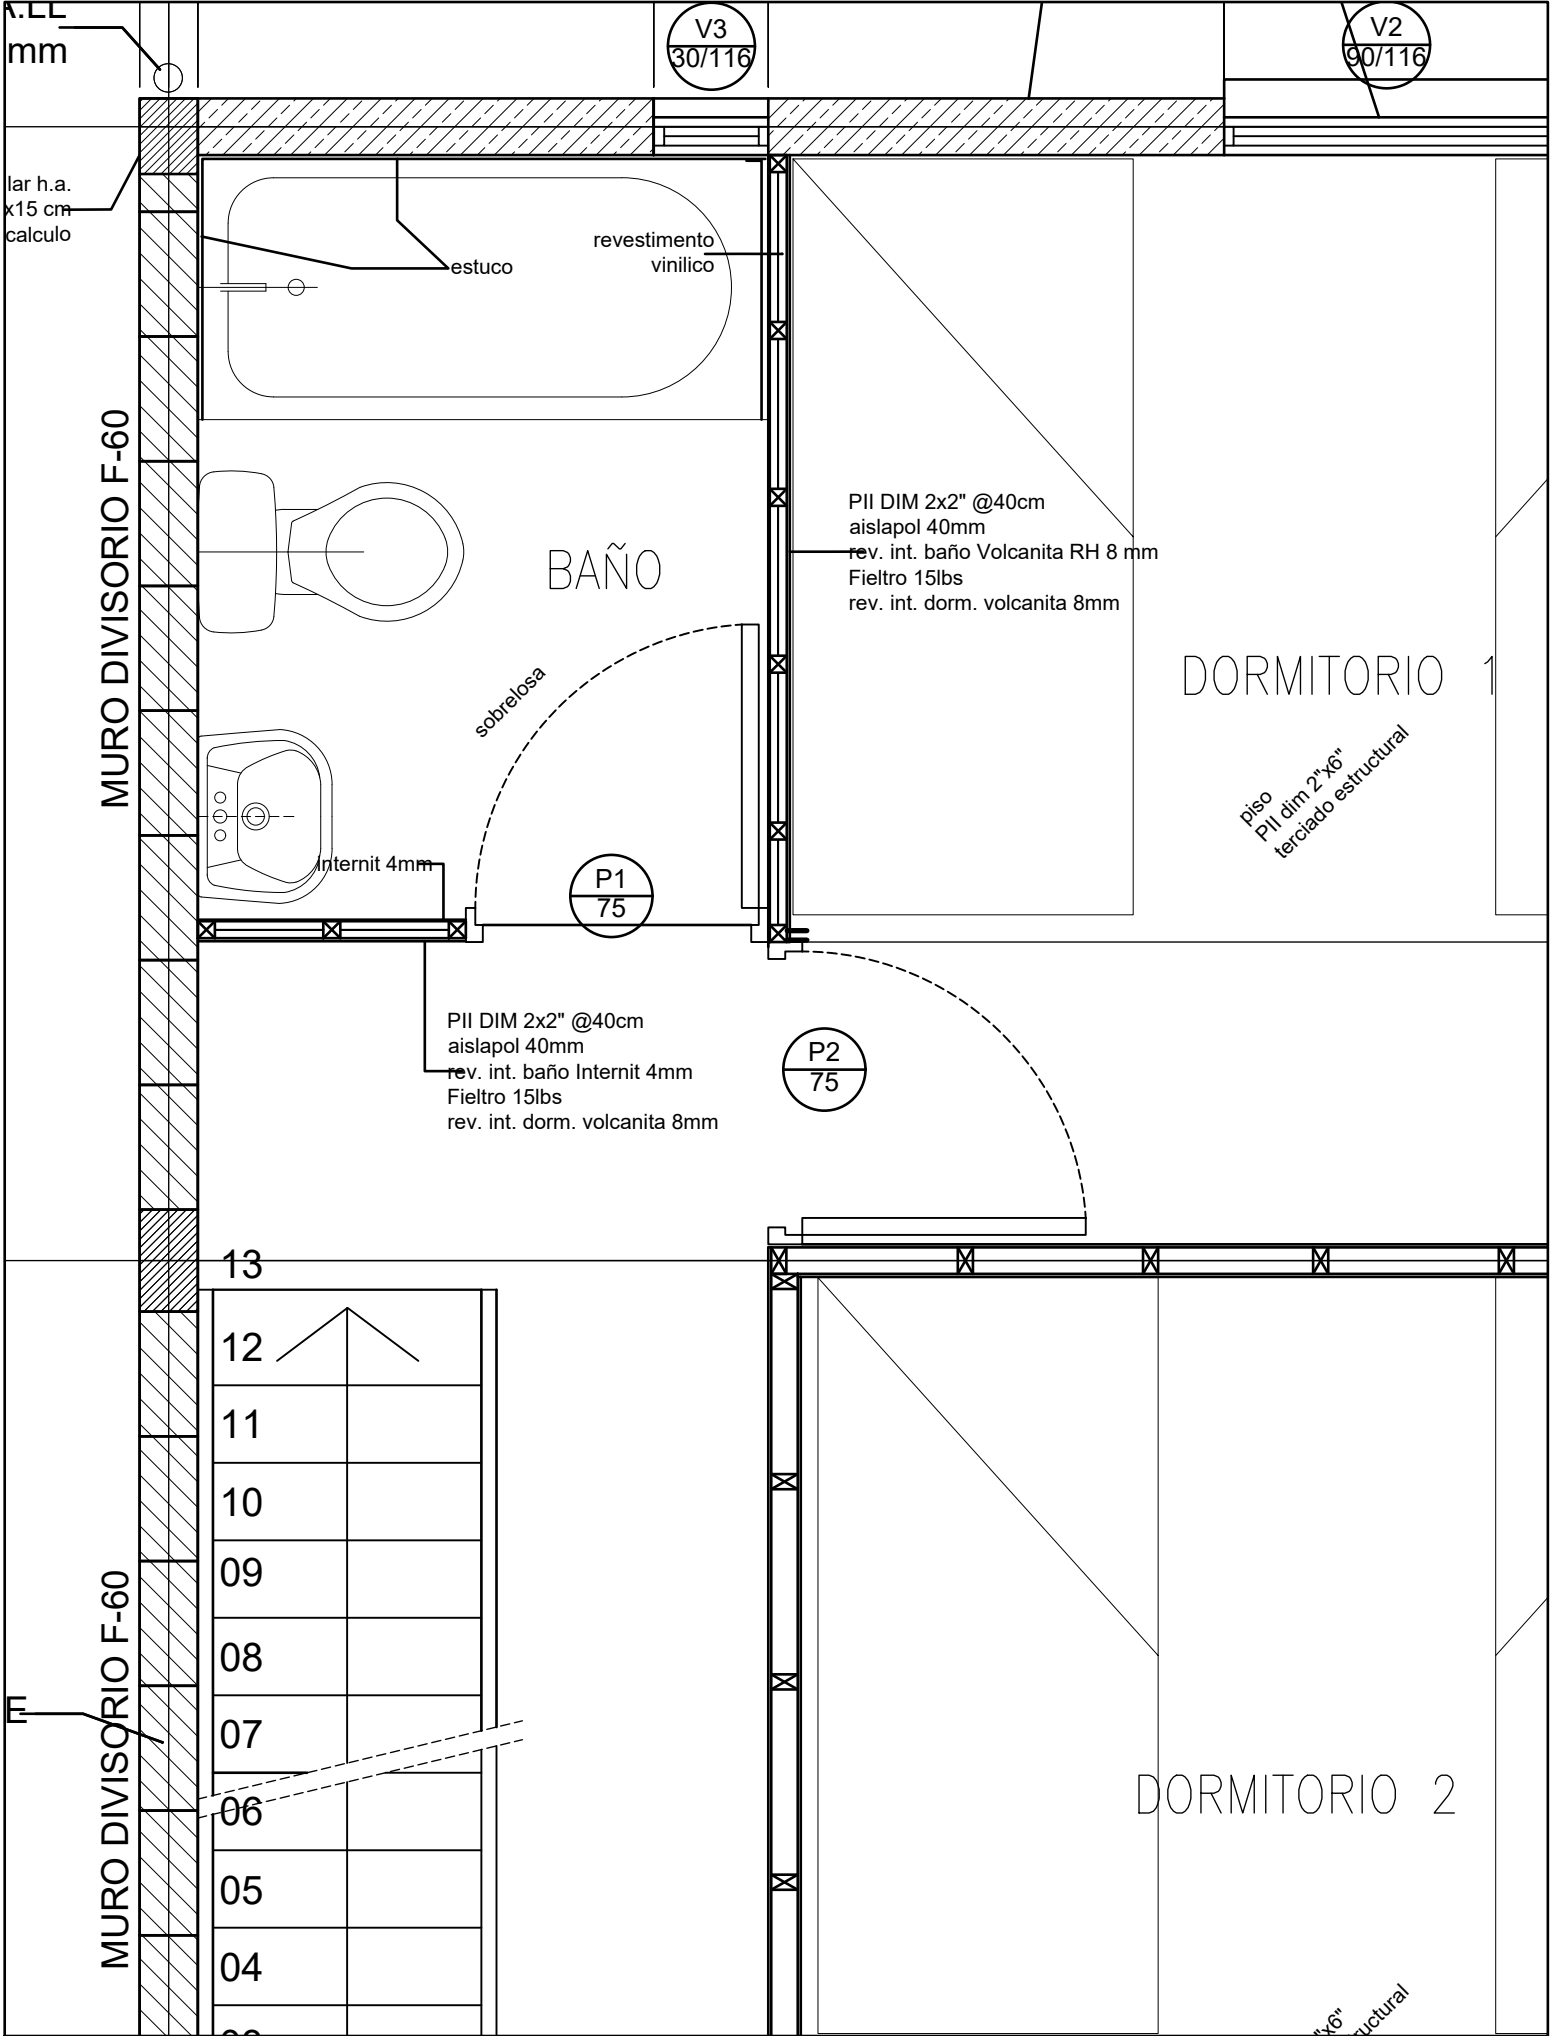 mm
V3
30/116
V2
90/116
lar h.a.
x15 cm
calculo
estuco
revestimento
vinilico
MURO DIVISORIO F-60
BAÑO
PII DIM 2x2" @40cm
aislapol 40mm
rev. int. baño Volcanita RH 8 mm
Fieltro 15lbs
rev. int. dorm. volcanita 8mm
sobrelosa
DORMITORIO 1
piso
PII dim 2"x6"
terciado estructural
internit 4mm
P1
75
PII DIM 2x2" @40cm
aislapol 40mm
rev. int. baño Internit 4mm
Fieltro 15lbs
rev. int. dorm. volcanita 8mm
P2
75
13
12
11
10
09
08
07
06
05
04
MURO DIVISORIO F-60
E
DORMITORIO 2
"x6"
uctural